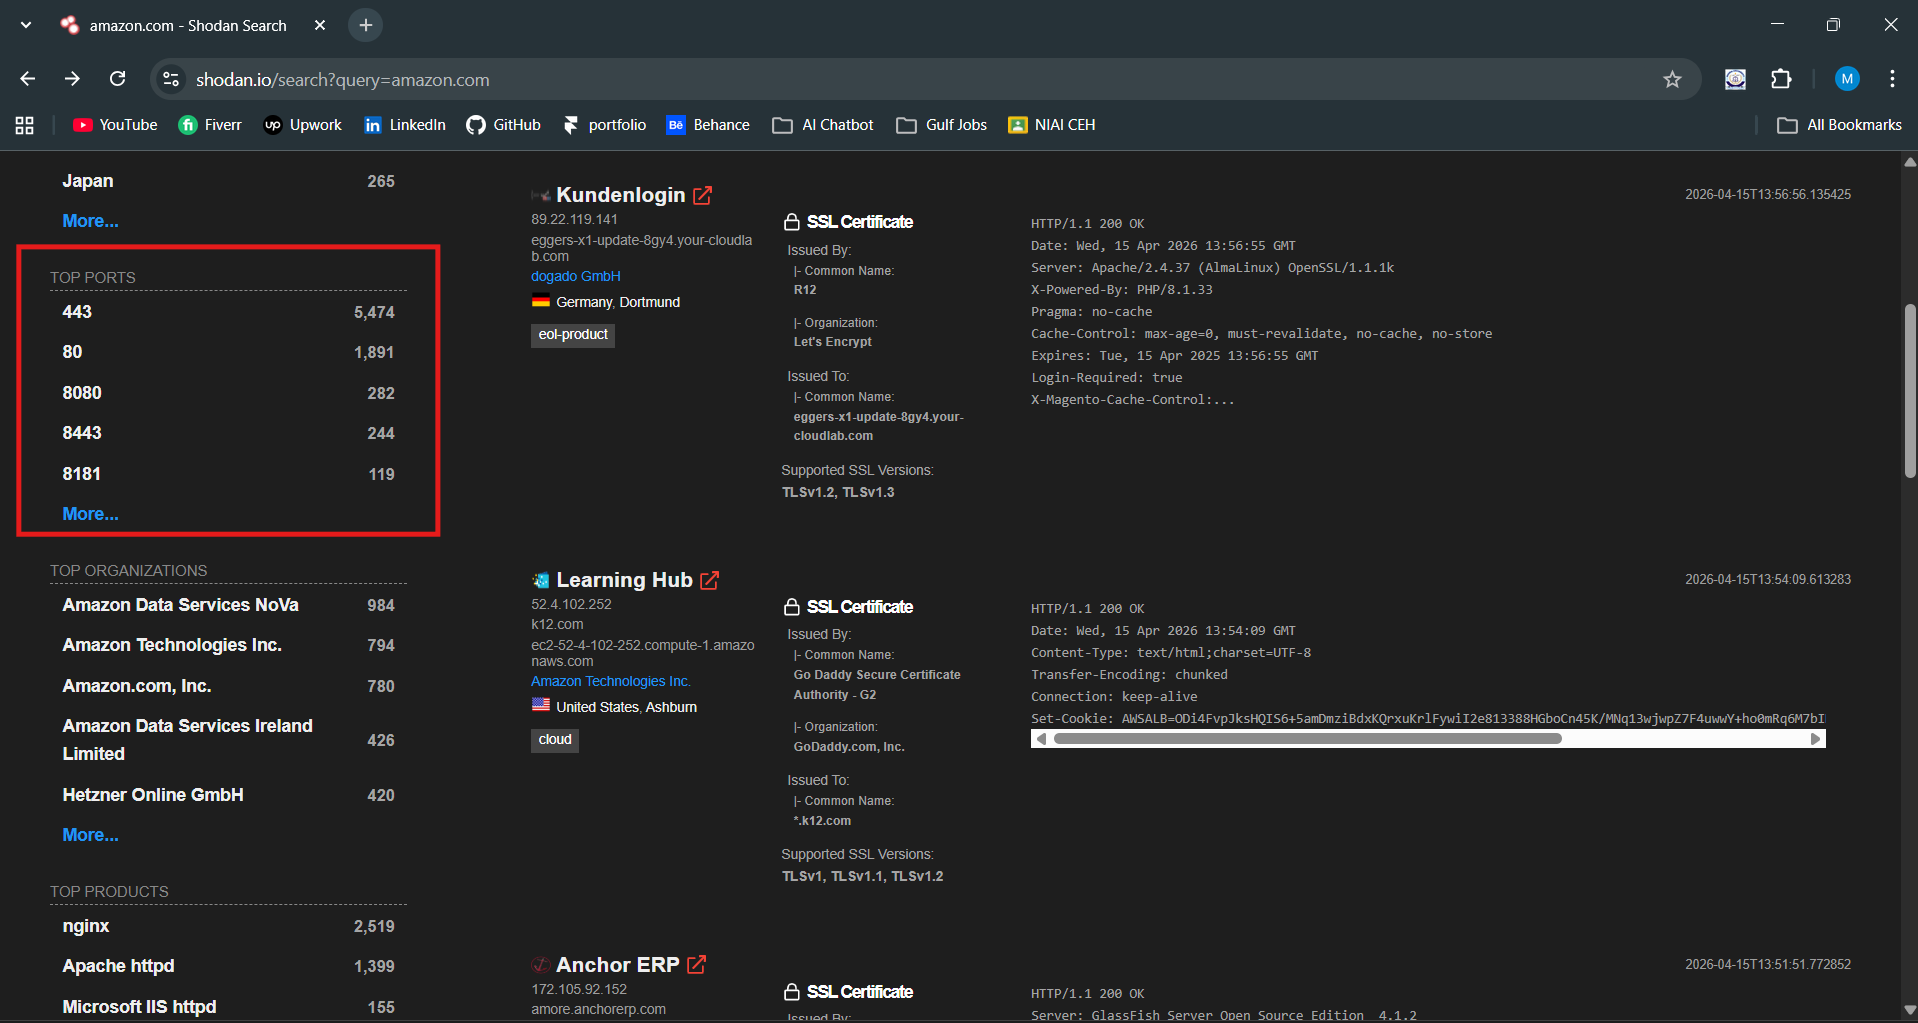 amazon.com - Shodan Search
shodan.io/search?query=amazon.com
YouTube
Fiverr
Upwork
LinkedIn
GitHub
portfolio
Behance
AI Chatbot
Gulf Jobs
NIAI CEH
All Bookmarks
M
Japan 265
More...
TOP PORTS
443 5,474
80 1,891
8080 282
8443 244
8181 119
More...
TOP ORGANIZATIONS
Amazon Data Services NoVa 984
Amazon Technologies Inc. 794
Amazon.com, Inc. 780
Amazon Data Services Ireland
Limited 426
Hetzner Online GmbH 420
More...
TOP PRODUCTS
nginx 2,519
Apache httpd 1,399
Microsoft IIS httpd 155
Kundenlogin
89.22.119.141
eggers-x1-update-8gy4.your-cloudla
b.com
dogado GmbH
Germany, Dortmund
eol-product
SSL Certificate
Issued By:
|- Common Name:
R12
|- Organization:
Let's Encrypt
Issued To:
|- Common Name:
eggers-x1-update-8gy4.your-
cloudlab.com
Supported SSL Versions:
TLSv1.2, TLSv1.3
2026-04-15T13:56:56.135425
HTTP/1.1 200 OK
Date: Wed, 15 Apr 2026 13:56:55 GMT
Server: Apache/2.4.37 (AlmaLinux) OpenSSL/1.1.1k
X-Powered-By: PHP/8.1.33
Pragma: no-cache
Cache-Control: max-age=0, must-revalidate, no-cache, no-store
Expires: Tue, 15 Apr 2025 13:56:55 GMT
Login-Required: true
X-Magento-Cache-Control:...
Learning Hub
52.4.102.252
k12.com
ec2-52-4-102-252.compute-1.amazo
naws.com
Amazon Technologies Inc.
United States, Ashburn
cloud
SSL Certificate
Issued By:
|- Common Name:
Go Daddy Secure Certificate
Authority - G2
|- Organization:
GoDaddy.com, Inc.
Issued To:
|- Common Name:
*.k12.com
Supported SSL Versions:
TLSv1, TLSv1.1, TLSv1.2
2026-04-15T13:54:09.613283
HTTP/1.1 200 OK
Date: Wed, 15 Apr 2026 13:54:09 GMT
Content-Type: text/html;charset=UTF-8
Transfer-Encoding: chunked
Connection: keep-alive
Set-Cookie: AWSALB=ODi4FvpJksHQIS6+5amDmziBdxKQrxuKrlFywiI2e813388HGboCn45K/MNq13wjwpZ7F4uwwY+ho0mRq6M7bI
Anchor ERP
172.105.92.152
amore.anchorerp.com
SSL Certificate
Issued By:
2026-04-15T13:51:51.772852
HTTP/1.1 200 OK
Server: GlassFish Server Open Source Edition 4.1.2